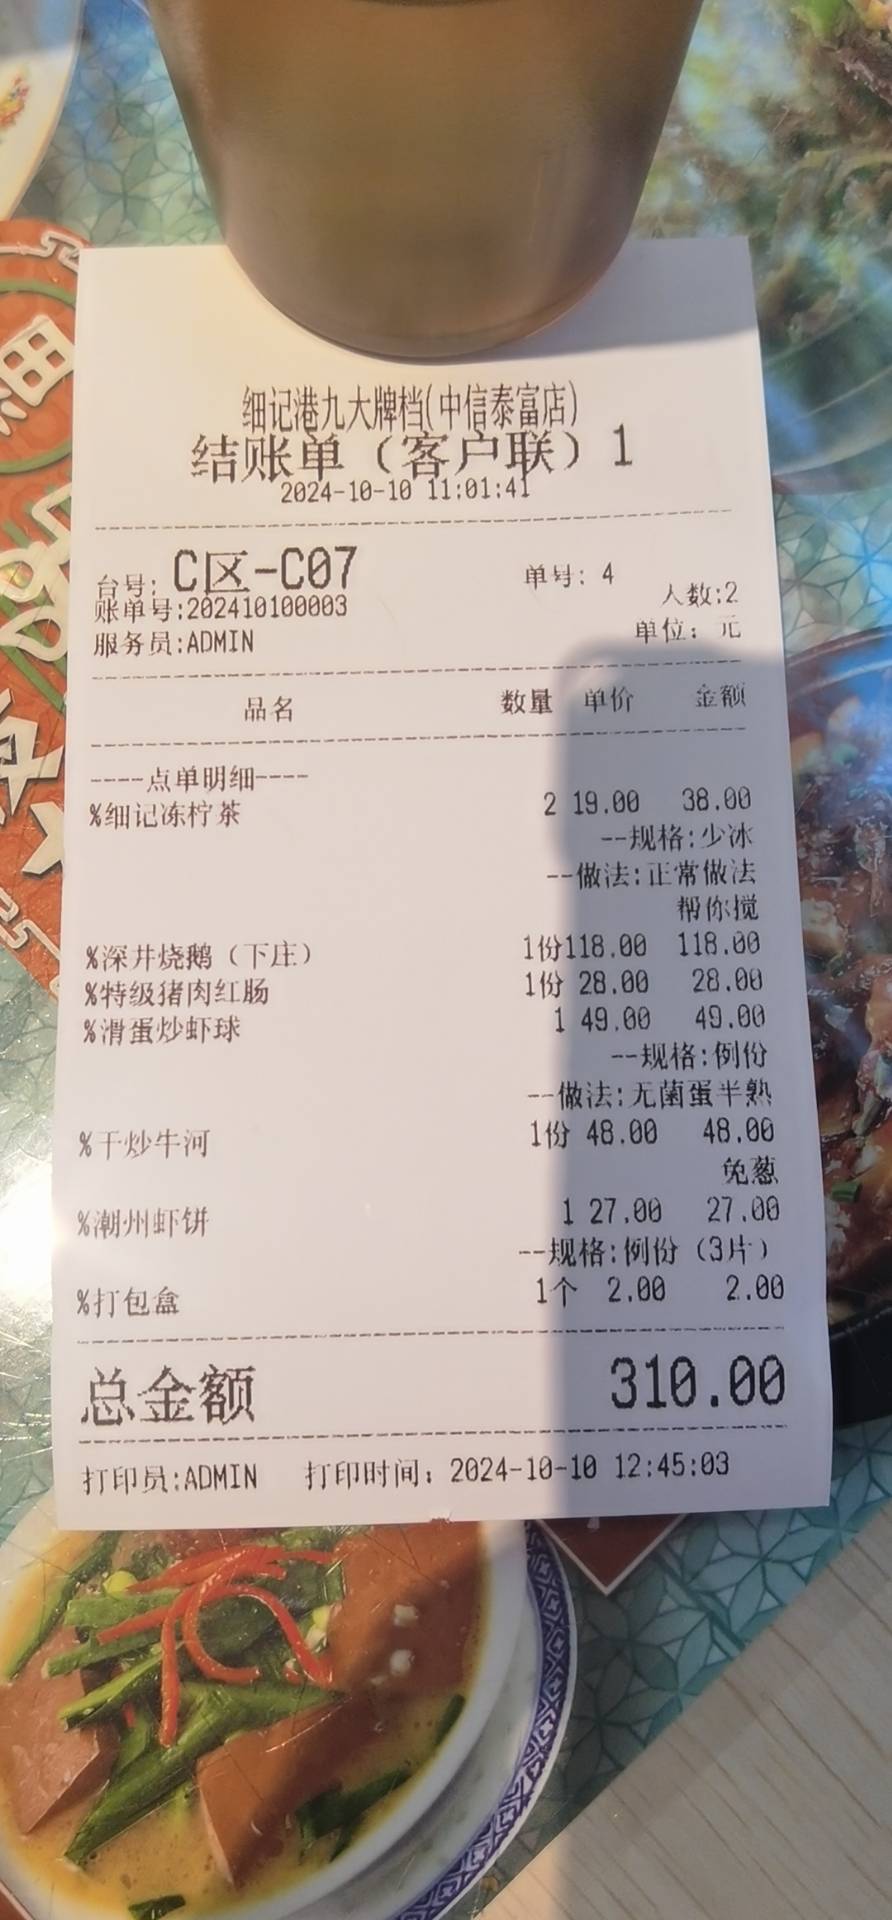 细记港九大牌档(中信泰富店)
结账单（客户联）1
2024-10-10 11:01:41
台号: C区-C07 单号: 4
账单号:202410100003 人数:2
服务员:ADMIN 单位: 元
品名 数量 单价 金额
----点单明细----
%细记冻柠茶 2 19.00 38.00
--规格:少冰
--做法:正常做法
帮你搅
%深井烧鹅（下庄） 1份118.00 118.00
%特级猪肉红肠 1份 28.00 28.00
%滑蛋炒虾球 1 49.00 49.00
--规格:例份
--做法:无菌蛋半熟
%干炒牛河 1份 48.00 48.00
免葱
%潮州虾饼 1 27.00 27.00
--规格:例份（3片）
%打包盒 1个 2.00 2.00
总金额 310.00
打印员:ADMIN 打印时间: 2024-10-10 12:45:03
细